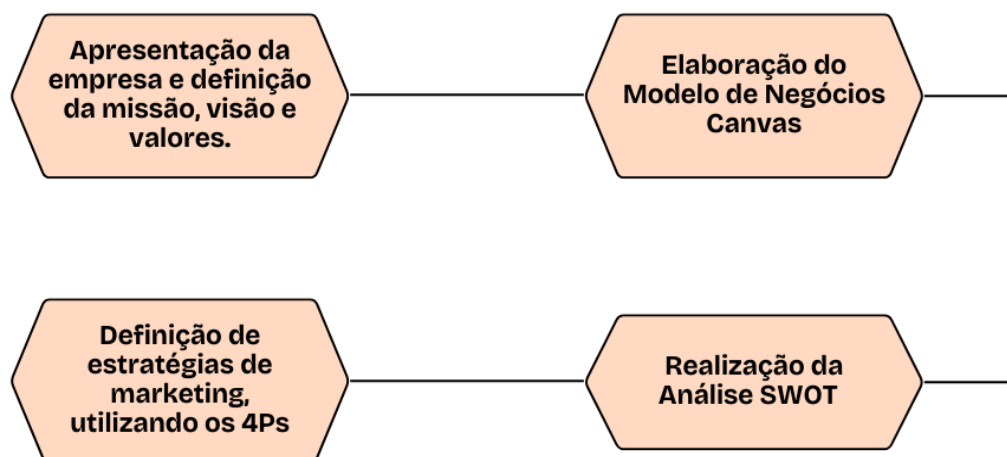 Apresentação da
empresa e definição
da missão, visão e
valores.
Elaboração do
Modelo de Negócios
Canvas
Definição de
estratégias de
marketing,
utilizando os 4Ps
Realização da
Análise SWOT